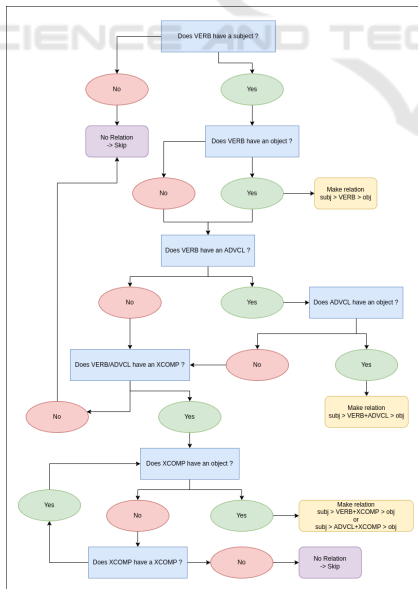 SCIENCE AND TEC
Does VERB have a subject ?
No
Yes
No Relation
-> Skip
Does VERB have an object ?
No
Yes
Make relation
subj > VERB > obj
Does VERB have an ADVCL ?
No
Yes
Does ADVCL have an object ?
Does VERB/ADVCL have an XCOMP ?
No
Yes
No
Yes
Make relation
subj > VERB+ADVCL > obj
Does XCOMP have an object ?
Yes
No
Yes
Make relation
subj > VERB+XCOMP > obj
or
subj > ADVCL+XCOMP > obj
Does XCOMP have a XCOMP ?
No
No Relation
-> Skip